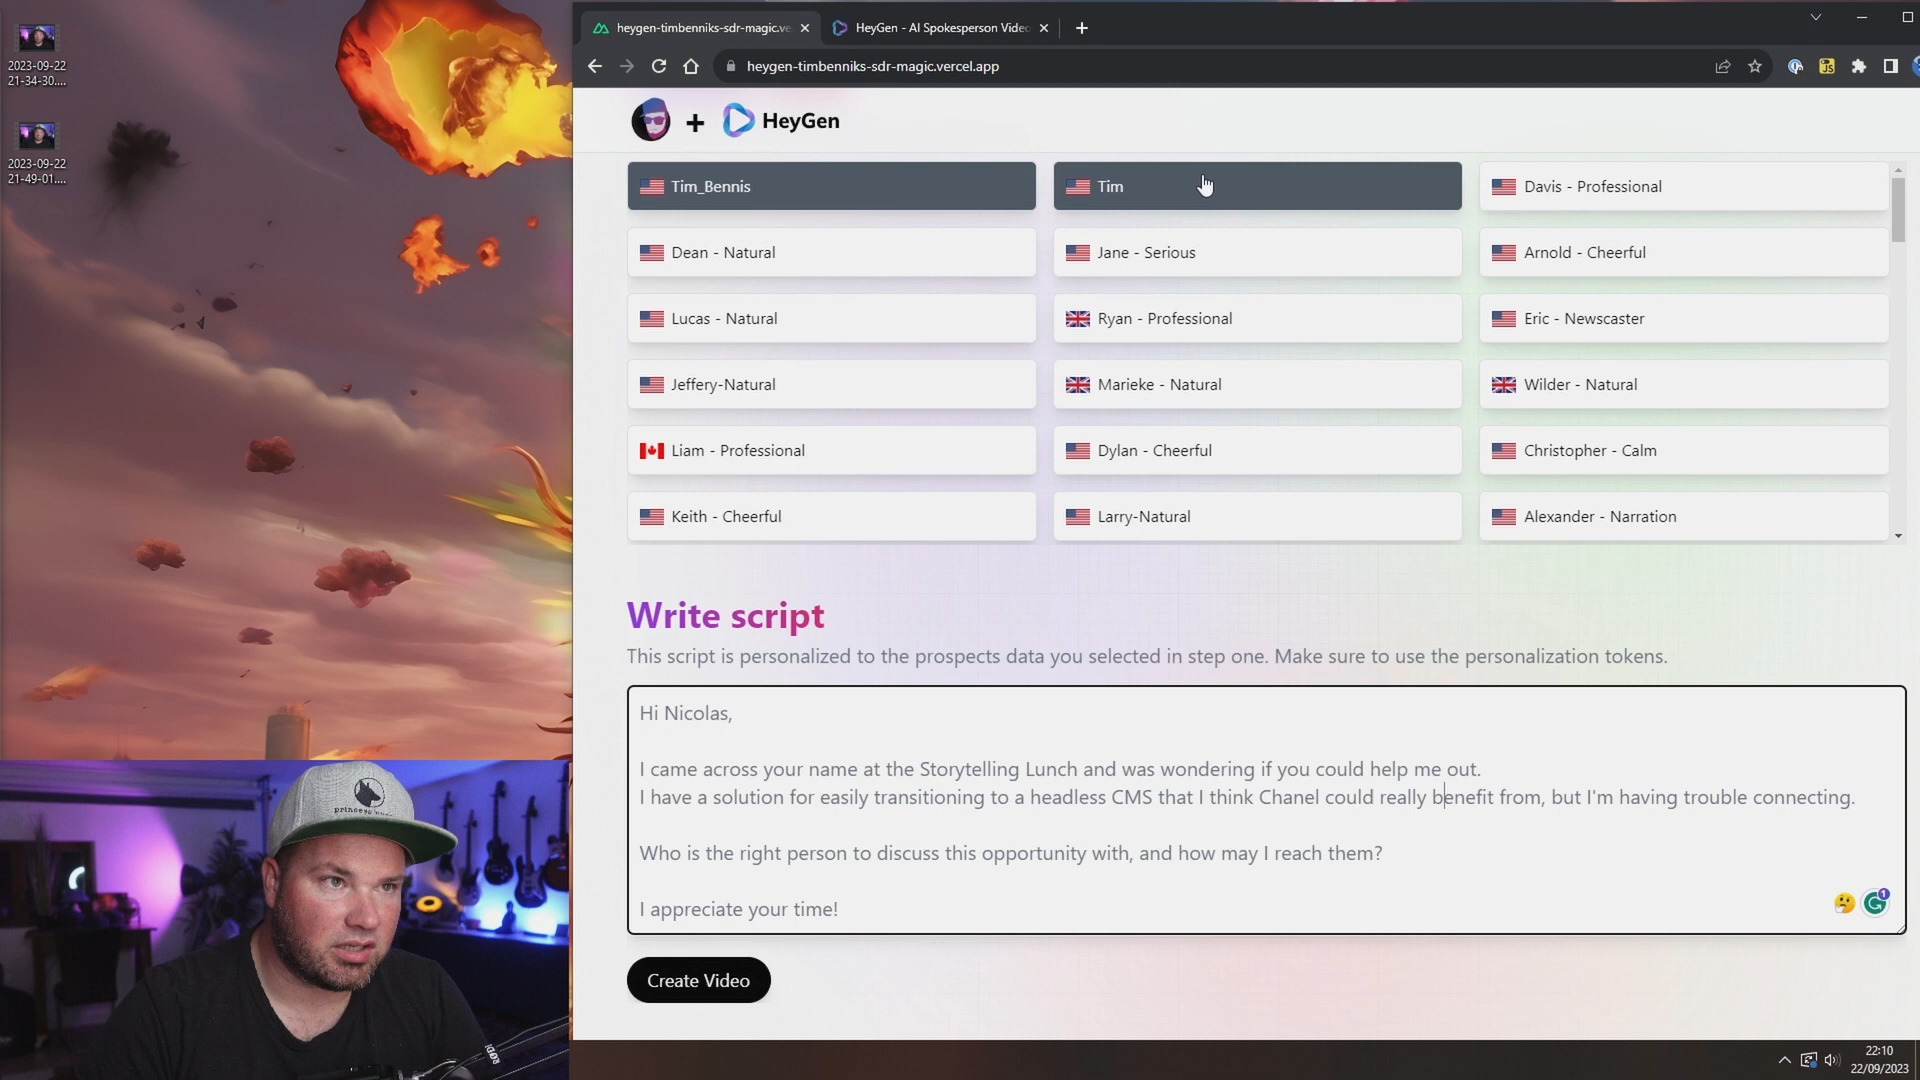 2023-09-22
21-34-30....
2023-09-22
21-49-01....
heygen-timbenniks-sdr-magic.ve
HeyGen - AI Spokesperson Video
heygen-timbenniks-sdr-magic.vercel.app
JS
+ HeyGen
Tim_Bennis
Tim
Davis - Professional
Dean - Natural
Jane - Serious
Arnold - Cheerful
Lucas - Natural
Ryan - Professional
Eric - Newscaster
Jeffery-Natural
Marieke - Natural
Wilder - Natural
Liam - Professional
Dylan - Cheerful
Christopher - Calm
Keith - Cheerful
Larry-Natural
Alexander - Narration
Write script
This script is personalized to the prospects data you selected in step one. Make sure to use the personalization tokens.
Hi Nicolas,
I came across your name at the Storytelling Lunch and was wondering if you could help me out.
I have a solution for easily transitioning to a headless CMS that I think Chanel could really benefit from, but I'm having trouble connecting.
Who is the right person to discuss this opportunity with, and how may I reach them?
I appreciate your time!
1
Create Video
RØDE
22:10
22/09/2023